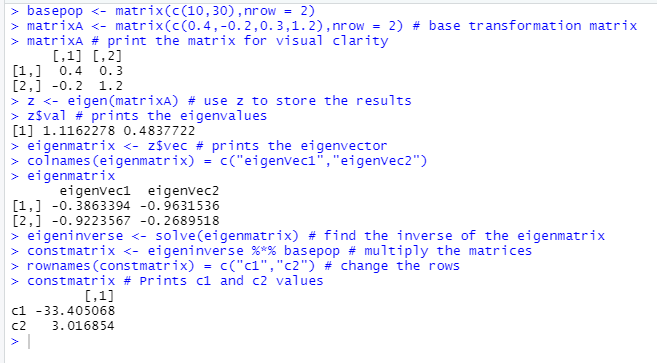 > basepop <- matrix(c(10,30),nrow = 2)
> matrixA <- matrix(c(0.4,-0.2,0.3,1.2),nrow = 2) # base transformation matrix
> matrixA # print the matrix for visual clarity
     [,1] [,2]
[1,]  0.4  0.3
[2,] -0.2  1.2
> z <- eigen(matrixA) # use z to store the results
> z$val # prints the eigenvalues
[1] 1.1162278 0.4837722
> eigenmatrix <- z$vec # prints the eigenvector
> colnames(eigenmatrix) = c("eigenVec1","eigenVec2")
> eigenmatrix
      eigenVec1  eigenVec2
[1,] -0.3863394 -0.9631536
[2,] -0.9223567 -0.2689518
> eigeninverse <- solve(eigenmatrix) # find the inverse of the eigenmatrix
> constmatrix <- eigeninverse %*% basepop # multiply the matrices
> rownames(constmatrix) = c("c1","c2") # change the rows
> constmatrix # Prints c1 and c2 values
         [,1]
c1 -33.405068
c2   3.016854
>